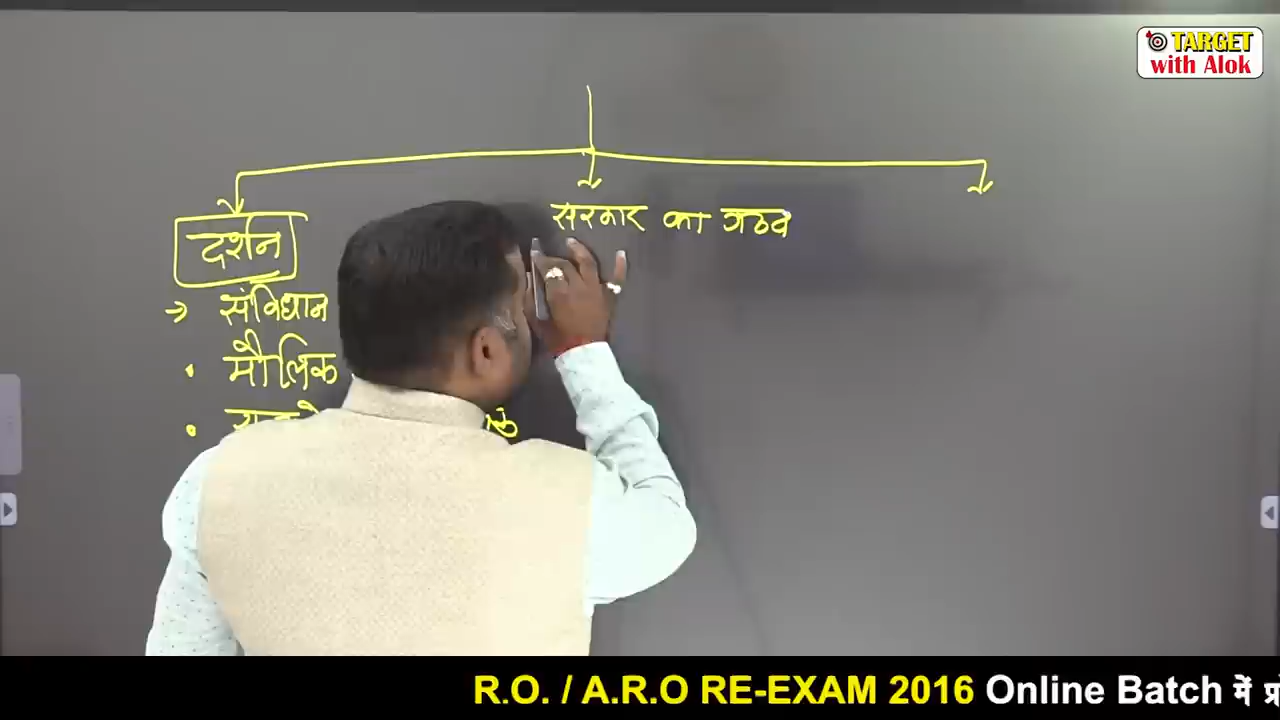 TARGET
with Alok
दर्शन
सरकार का गठन
→ संविधान
• मौलिक
R.O. / A.R.O RE-EXAM 2016 Online Batch में